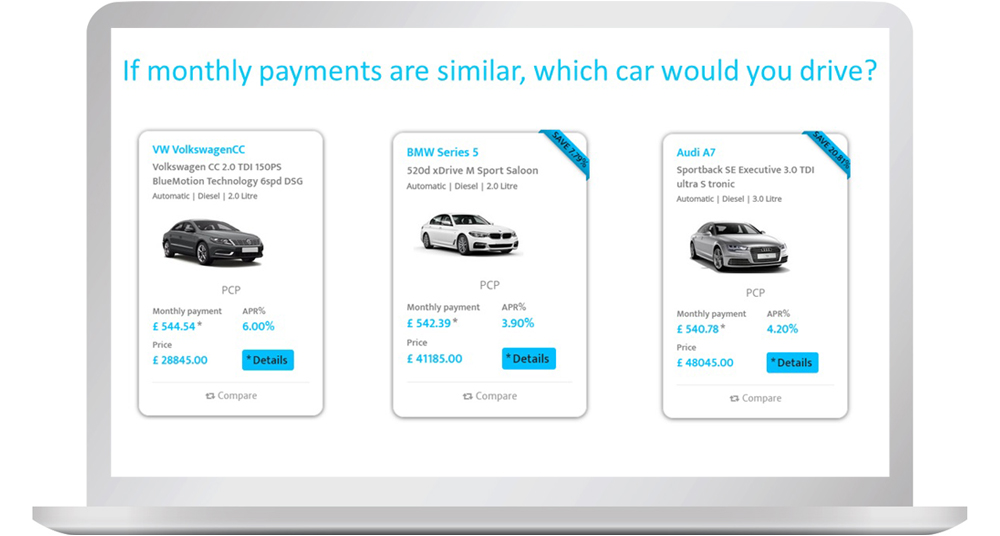 If monthly payments are similar, which car would you drive?
VW VolkswagenCC
Volkswagen CC 2.0 TDI 150PS
BlueMotion Technology 6spd DSG
Automatic | Diesel | 2.0 Litre
PCP
Monthly payment APR%
£ 544.54 * 6.00%
Price
£ 28845.00
* Details
Compare
SAVE 7.79%
BMW Series 5
520d xDrive M Sport Saloon
Automatic | Diesel | 2.0 Litre
PCP
Monthly payment APR%
£ 542.39 * 3.90%
Price
£ 41185.00
* Details
Compare
SAVE 20.81%
Audi A7
Sportback SE Executive 3.0 TDI
ultra S tronic
Automatic | Diesel | 3.0 Litre
PCP
Monthly payment APR%
£ 540.78 * 4.20%
Price
£ 48045.00
* Details
Compare